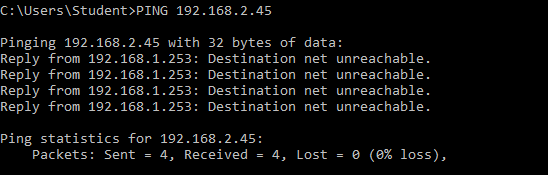 C:\Users\Student>PING 192.168.2.45
Pinging 192.168.2.45 with 32 bytes of data:
Reply from 192.168.1.253: Destination net unreachable.
Reply from 192.168.1.253: Destination net unreachable.
Reply from 192.168.1.253: Destination net unreachable.
Reply from 192.168.1.253: Destination net unreachable.
Ping statistics for 192.168.2.45:
    Packets: Sent = 4, Received = 4, Lost = 0 (0% loss),